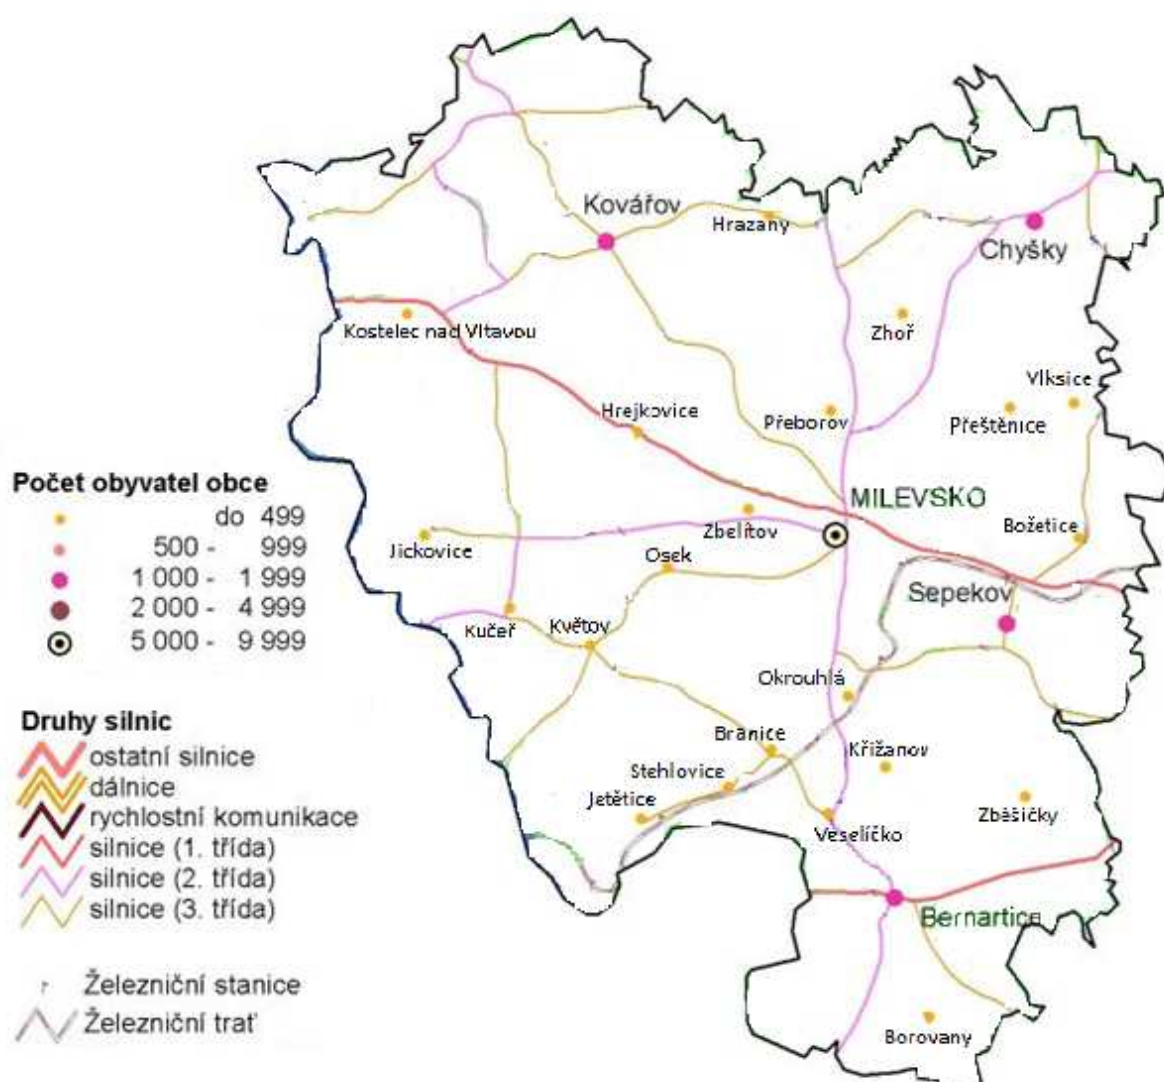 Kovářov
Hrazany
Chyšky
Kostelec nad Vltavou
Zhoř
Vlksice
Hrejkovice
Přeborov
Přeštěnice
Počet obyvatel obce
do 499
500 - 999
1 000 - 1 999
2 000 - 4 999
5 000 - 9 999
MILEVSKO
Zbelítov
Božetice
Jickovice
Osek
Sepekov
Kučeř
Květov
Okrouhlá
Druhy silnic
ostatní silnice
dálnice
rychlostní komunikace
silnice (1. třída)
silnice (2. třída)
silnice (3. třída)
Branice
Křižanov
Stehlovice
Jetětice
Veselíčko
Zběšičky
Bernartice
Železniční stanice
Železniční trať
Borovany